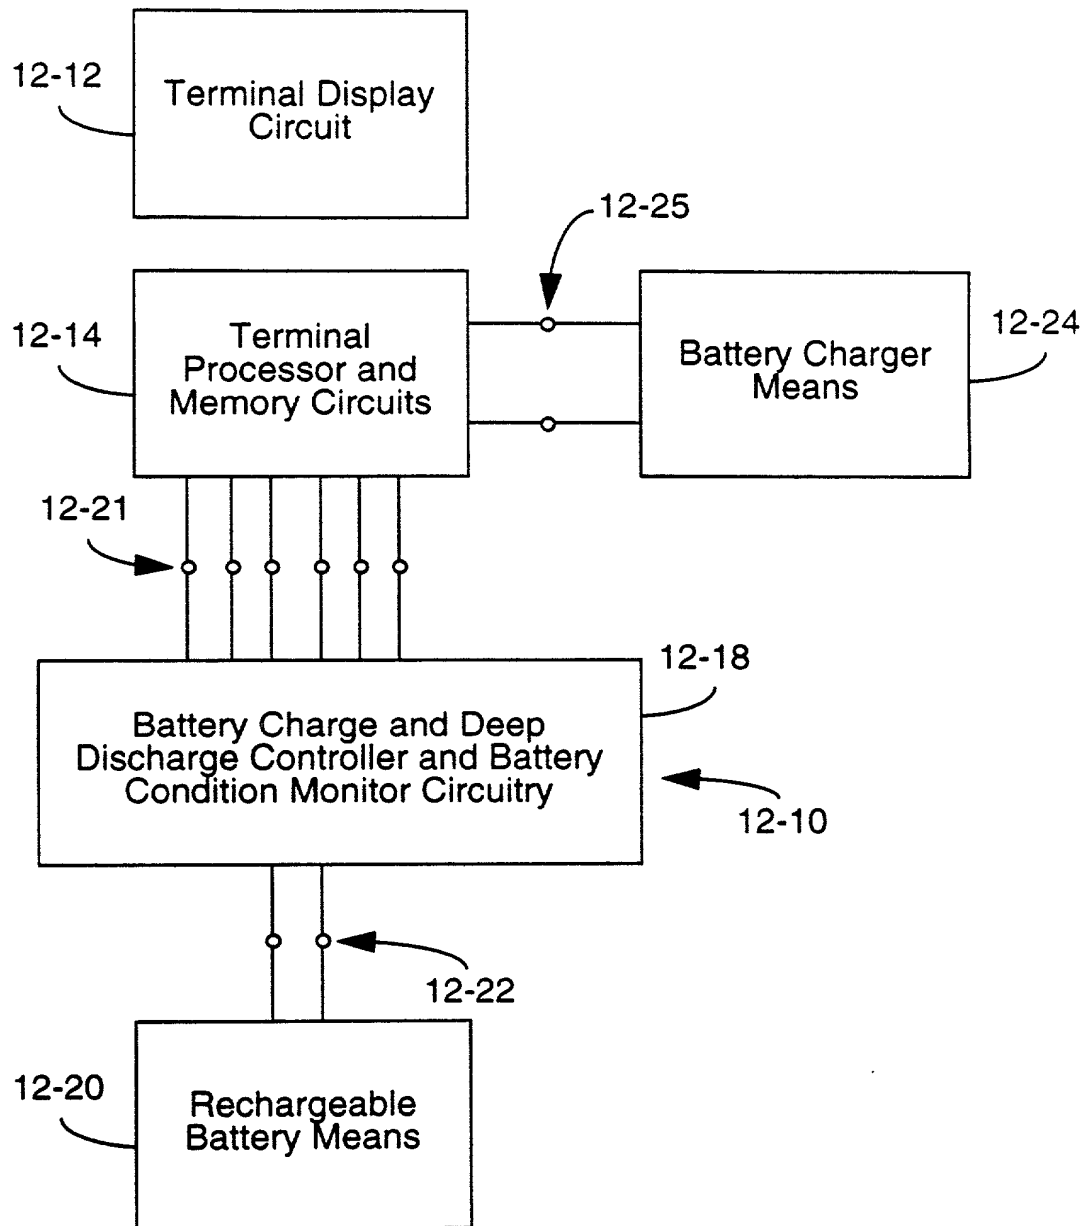 12-12
Terminal Display
Circuit
12-25
12-14
Terminal
Processor and
Memory Circuits
Battery Charger
Means
12-24
12-21
12-18
Battery Charge and Deep
Discharge Controller and Battery
Condition Monitor Circuitry
12-10
12-22
12-20
Rechargeable
Battery Means